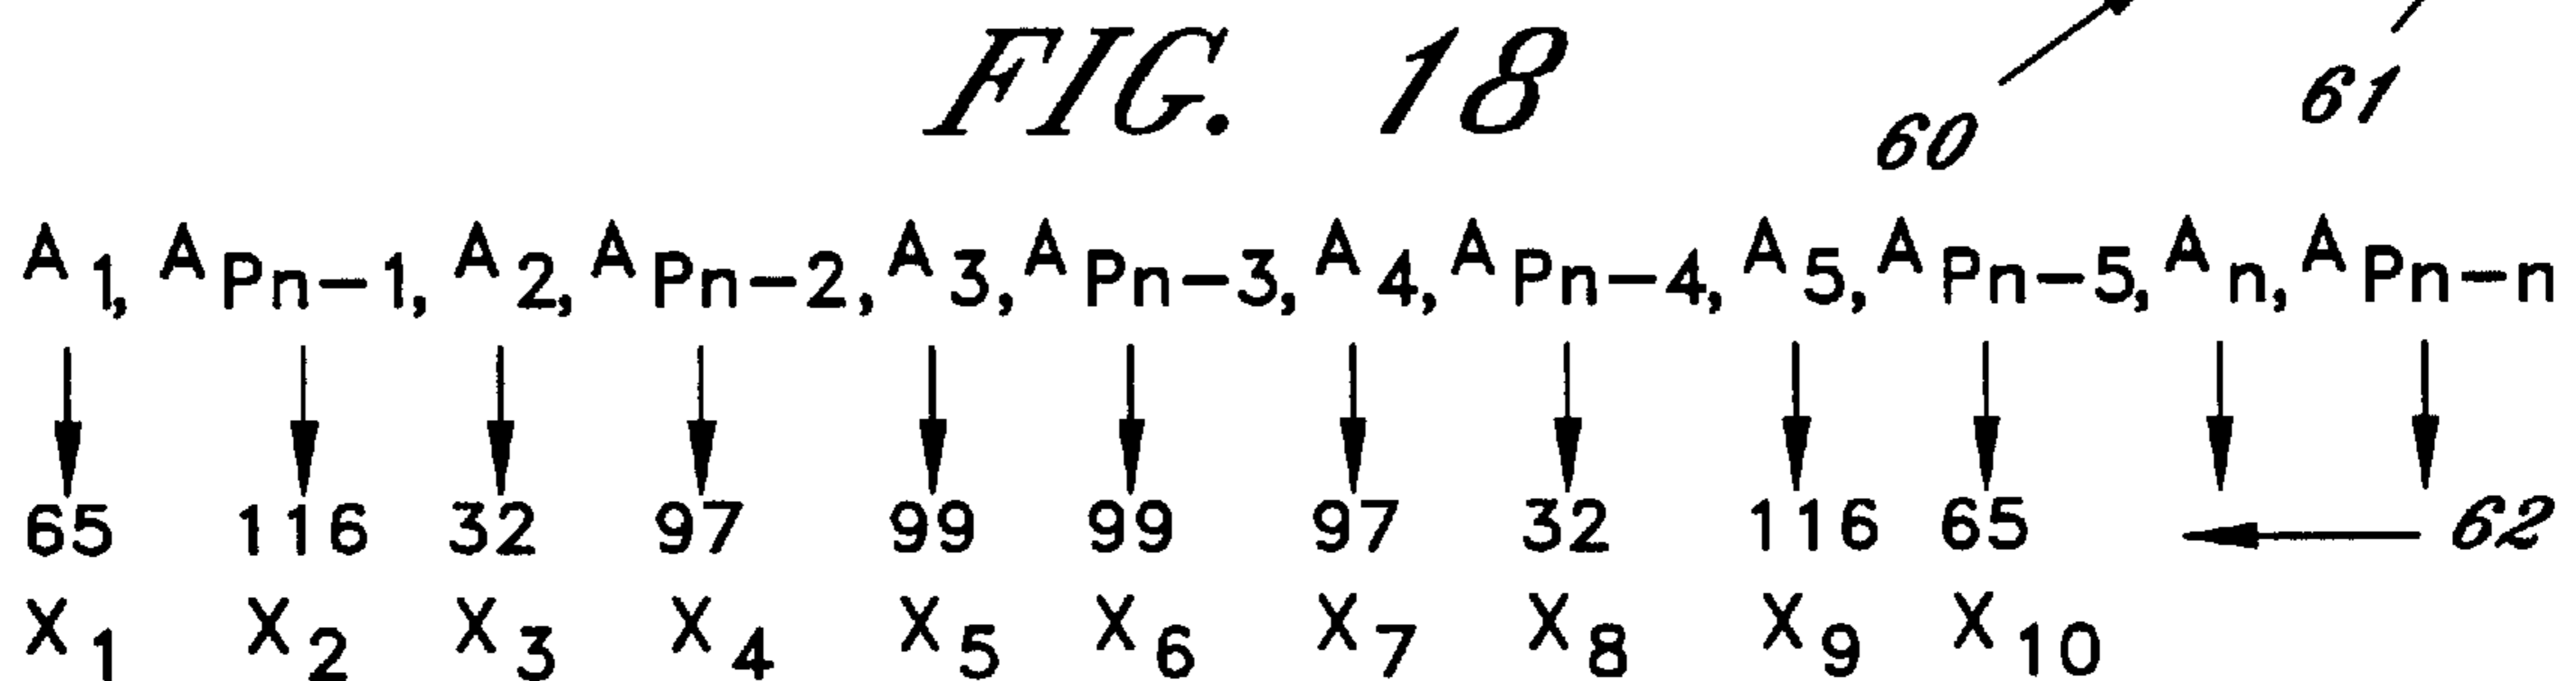 FIG. 18
60
61
A1, APn-1, A2, APn-2, A3, APn-3, A4, APn-4, A5, APn-5, An, APn-n
65 116 32 97 99 99 97 32 116 65 62
X1 X2 X3 X4 X5 X6 X7 X8 X9 X10